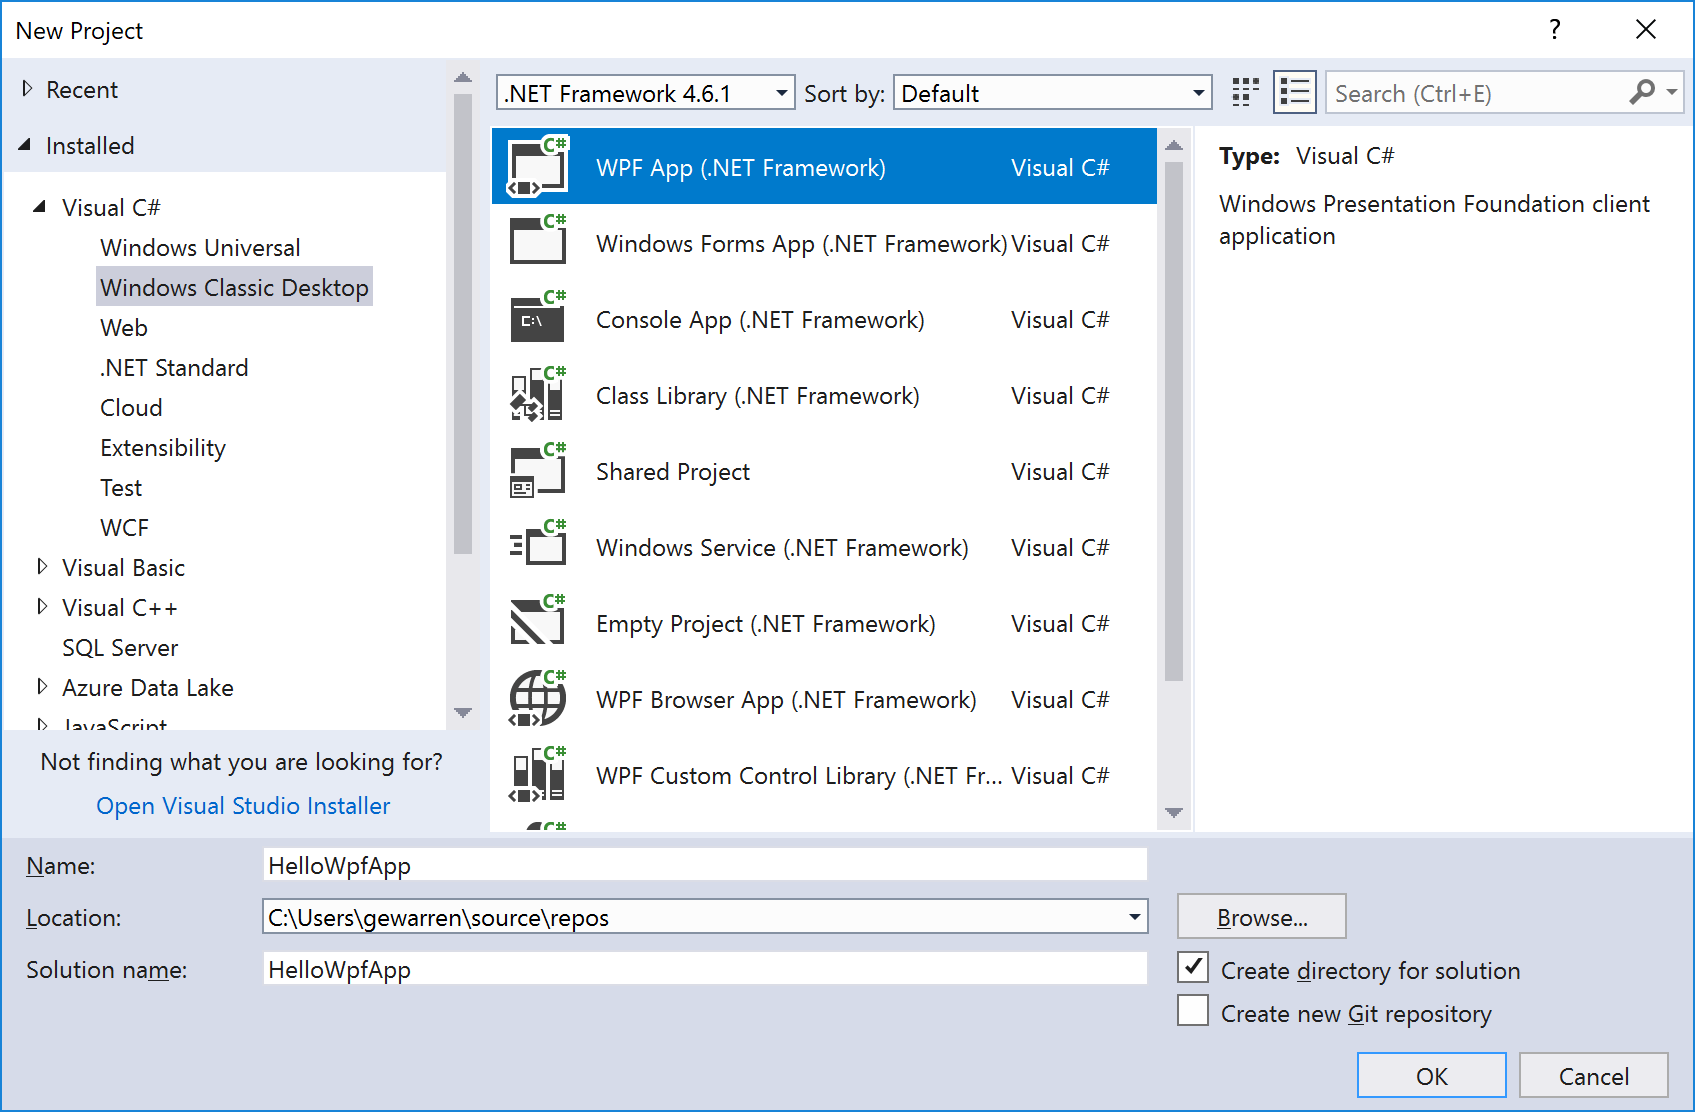 New Project
?
Recent
Installed
Visual C#
Windows Universal
Windows Classic Desktop
Web
.NET Standard
Cloud
Extensibility
Test
WCF
Visual Basic
Visual C++
SQL Server
Azure Data Lake
JavaScript
Not finding what you are looking for?
Open Visual Studio Installer
.NET Framework 4.6.1
Sort by:
Default
Search (Ctrl+E)
C# WPF App (.NET Framework) Visual C#
C# Windows Forms App (.NET Framework) Visual C#
C# C:\ Console App (.NET Framework) Visual C#
C# Class Library (.NET Framework) Visual C#
C# Shared Project Visual C#
C# Windows Service (.NET Framework) Visual C#
C# Empty Project (.NET Framework) Visual C#
C# WPF Browser App (.NET Framework) Visual C#
C# WPF Custom Control Library (.NET Fr... Visual C#
C#
Type: Visual C#
Windows Presentation Foundation client
application
Name: HelloWpfApp
Location: C:\Users\gewarren\source\repos
Browse...
Solution name: HelloWpfApp
Create directory for solution
Create new Git repository
OK
Cancel